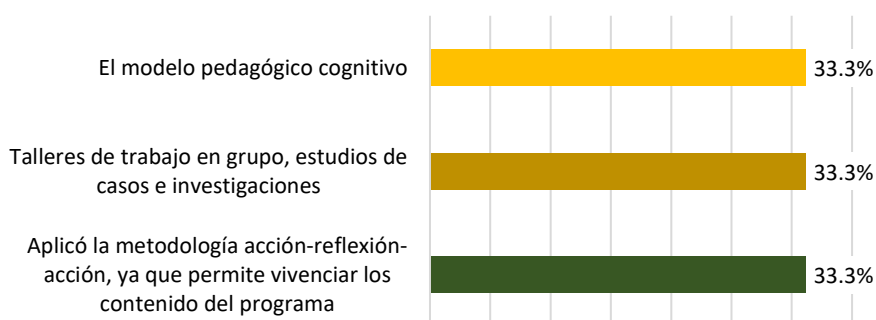 El modelo pedagógico cognitivo
33.3%
Talleres de trabajo en grupo, estudios de
casos e investigaciones
33.3%
Aplicó la metodología acción-reflexión-
acción, ya que permite vivenciar los
contenido del programa
33.3%